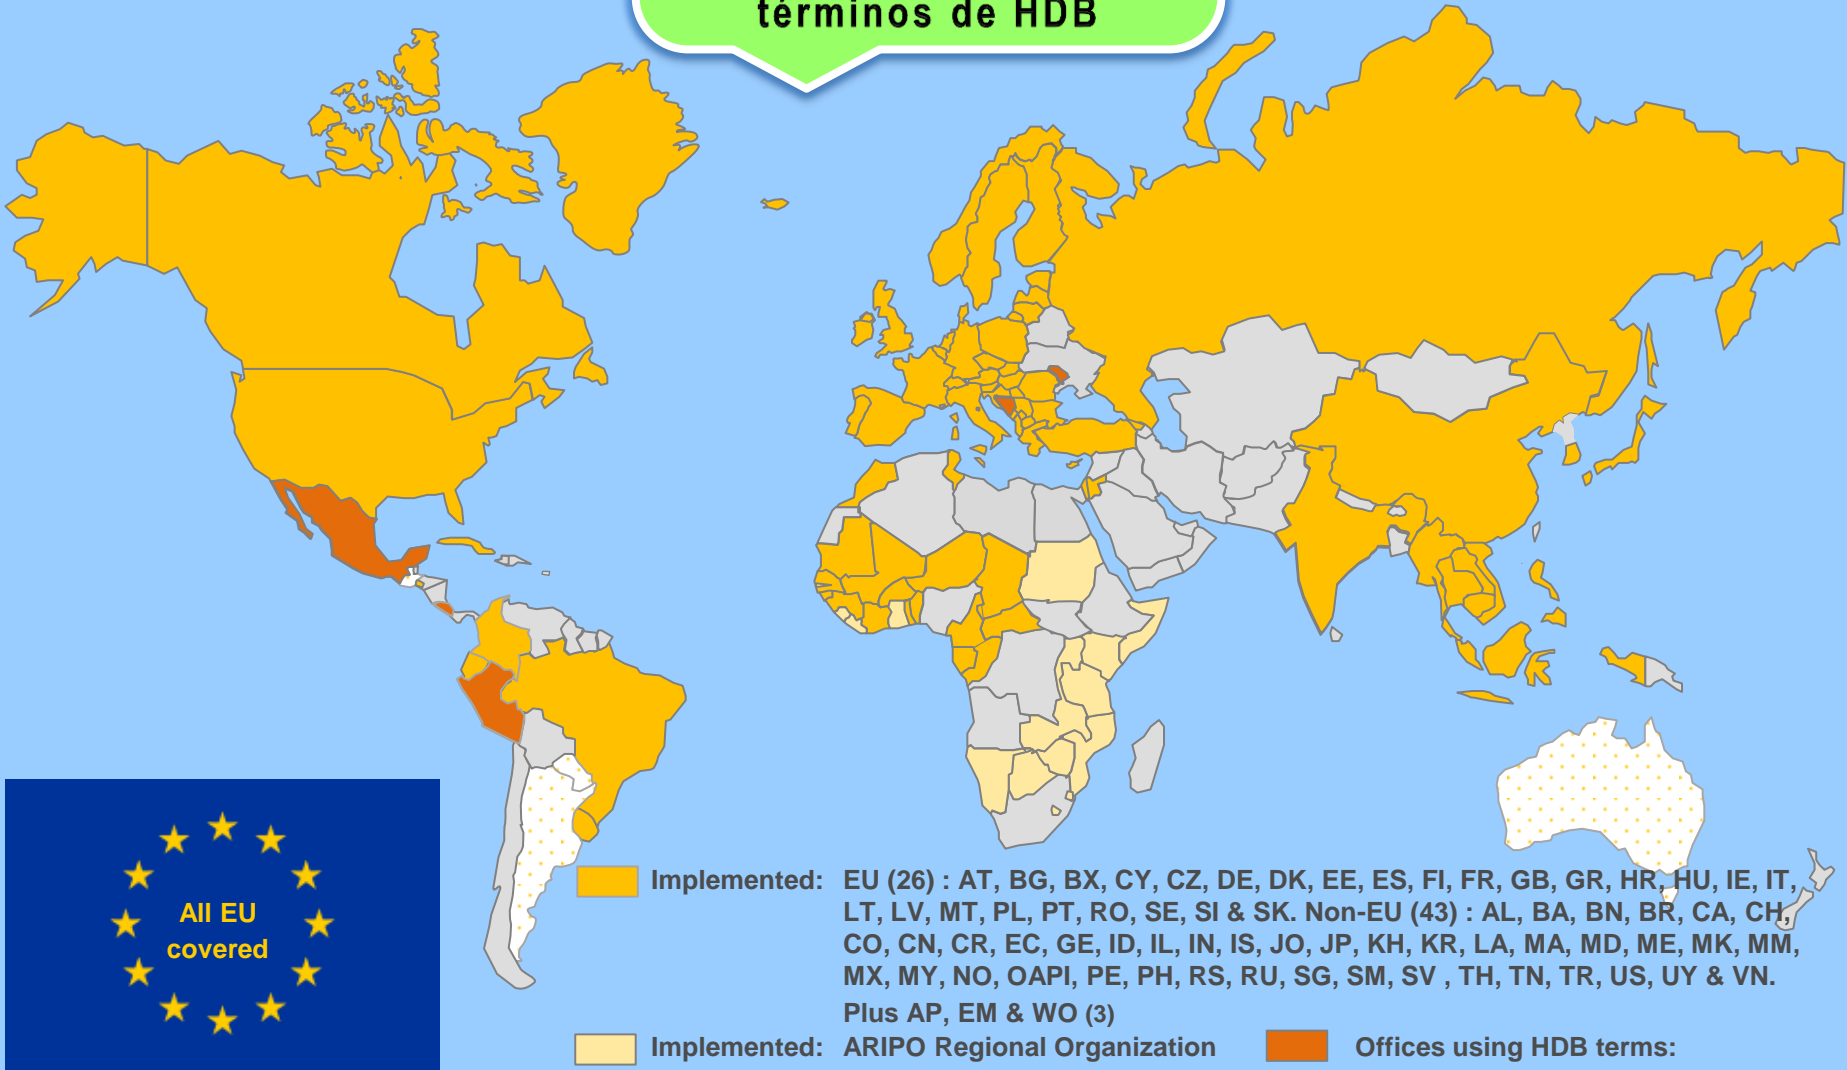 términos de HDB
All EU
covered
Implemented: EU (26) : AT, BG, BX, CY, CZ, DE, DK, EE, ES, FI, FR, GB, GR, HR, HU, IE, IT,
LT, LV, MT, PL, PT, RO, SE, SI & SK. Non-EU (43) : AL, BA, BN, BR, CA, CH,
CO, CN, CR, EC, GE, ID, IL, IN, IS, JO, JP, KH, KR, LA, MA, MD, ME, MK, MM,
MX, MY, NO, OAPI, PE, PH, RS, RU, SG, SM, SV , TH, TN, TR, US, UY & VN.
Plus AP, EM & WO (3)
Implemented: ARIPO Regional Organization
Offices using HDB terms: